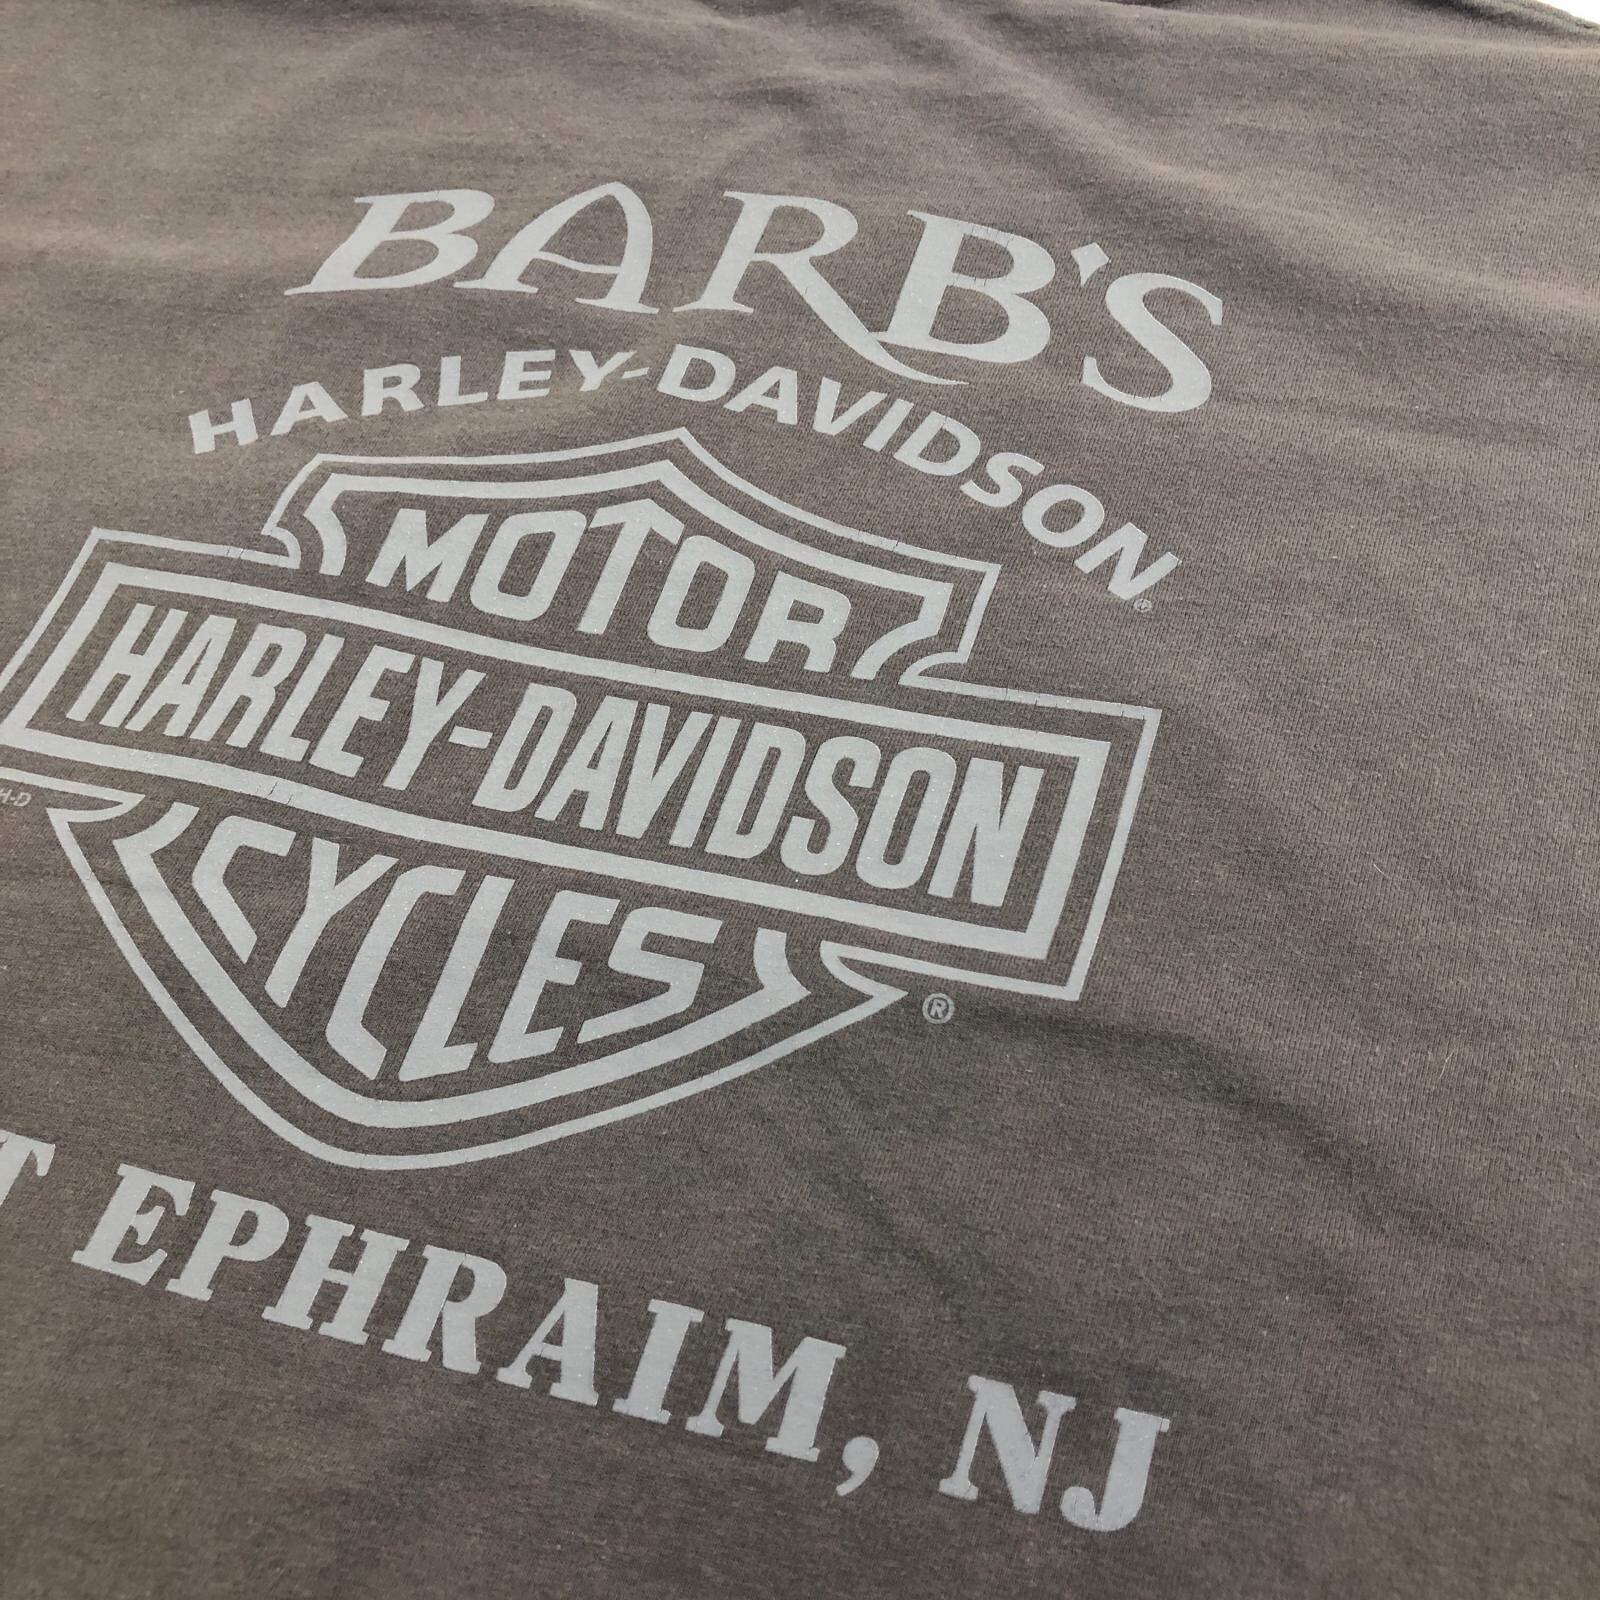 BARB'S
HARLEY-DAVIDSON®
MOTOR
HARLEY-DAVIDSON
H-D
CYCLES
®
T EPHRAIM, NJ